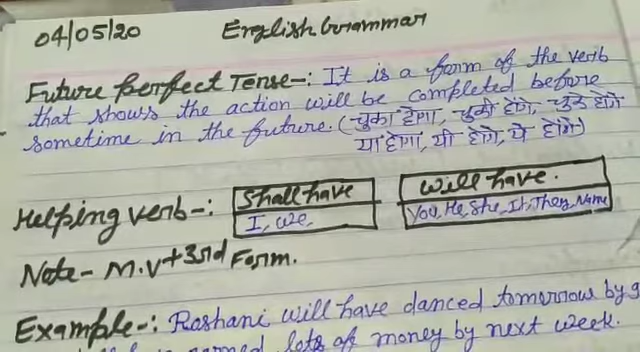 04/05/20 English Grammar
Future Perfect Tense-: It is a form of the verb
that shows the action will be completed before
sometime in the future. (चुका होगा, चुकी होगी, चुके होंगे
या होगा, यी होगी, ये होंगे)
Helping verb-: Shall have Will have.
I, We, You, He, She, It, They, Name
Note- M.V+3rd Form.
Example-: Roshani will have danced tomorrow by
lots of money by next week.